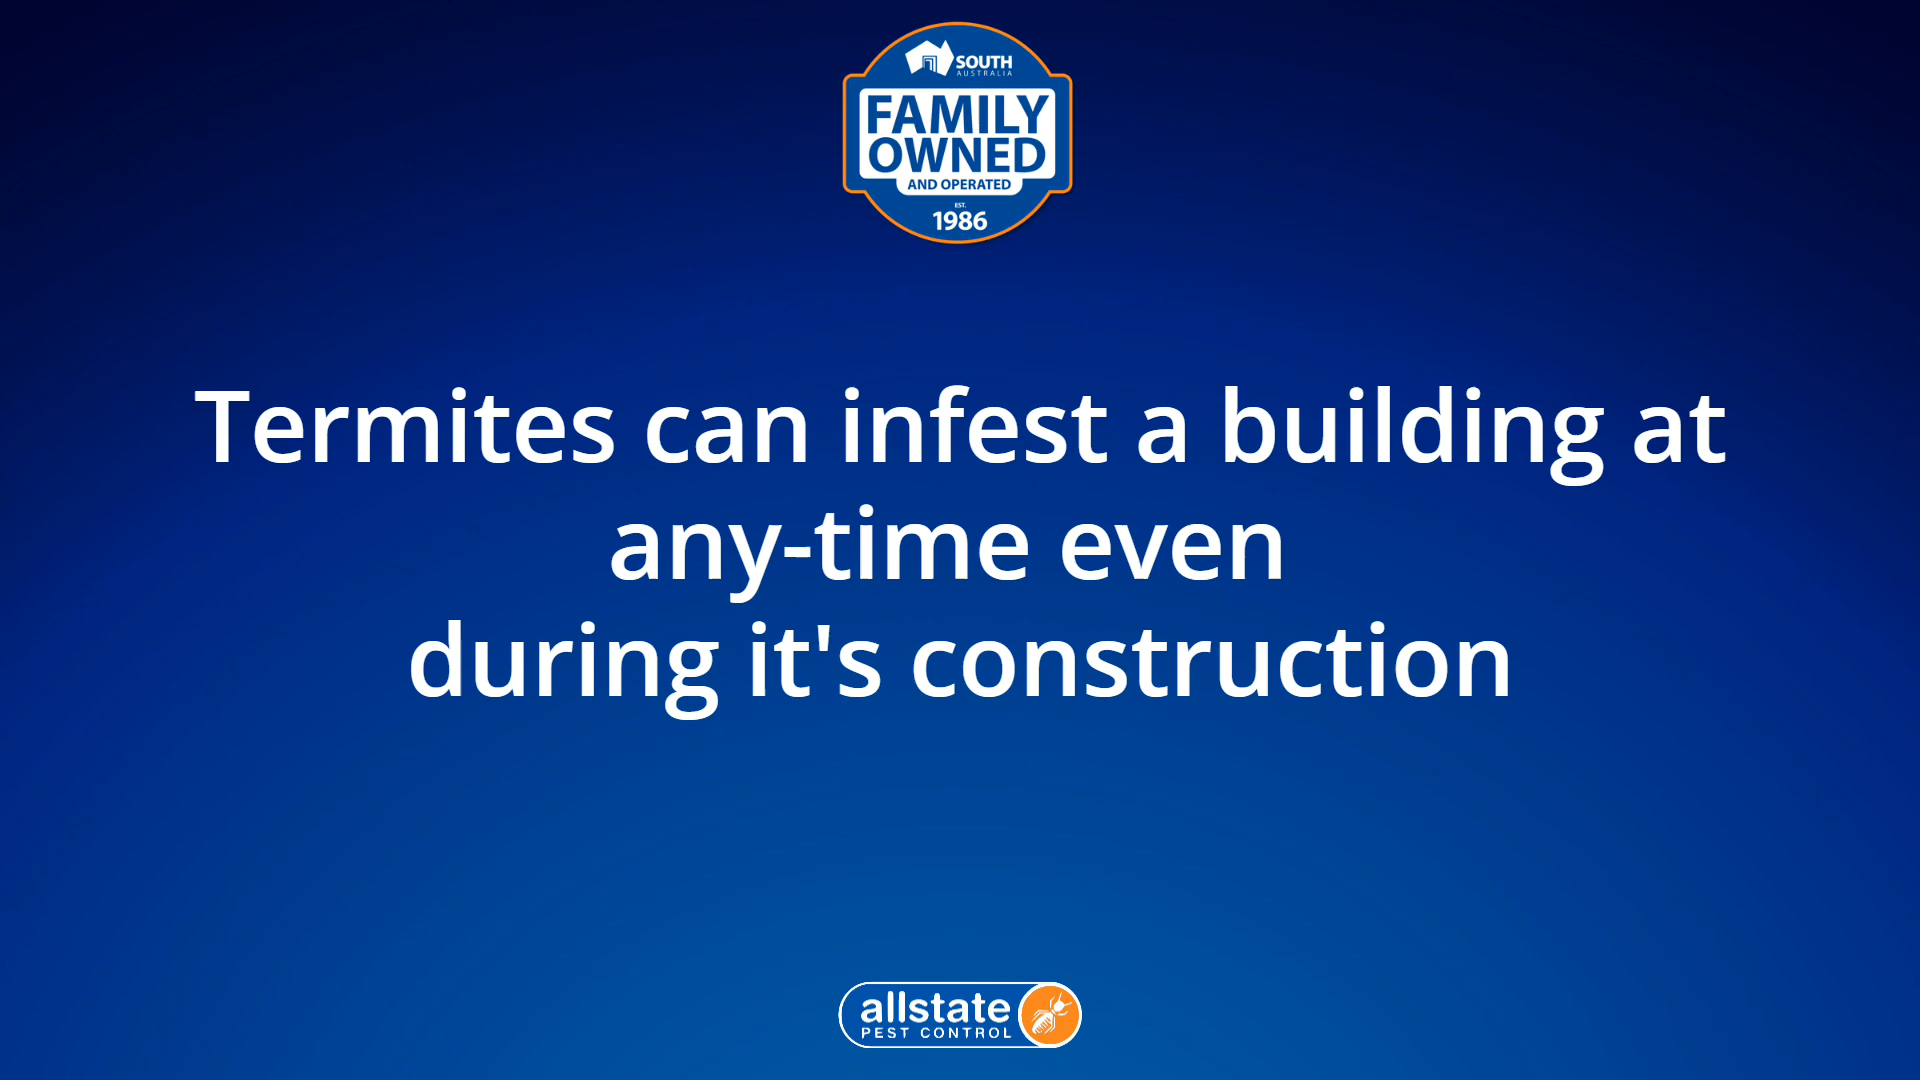 SOUTH
AUSTRALIA
FAMILY
OWNED
AND OPERATED
EST.
1986
Termites can infest a building at
any-time even
during it's construction
allstate
PEST CONTROL